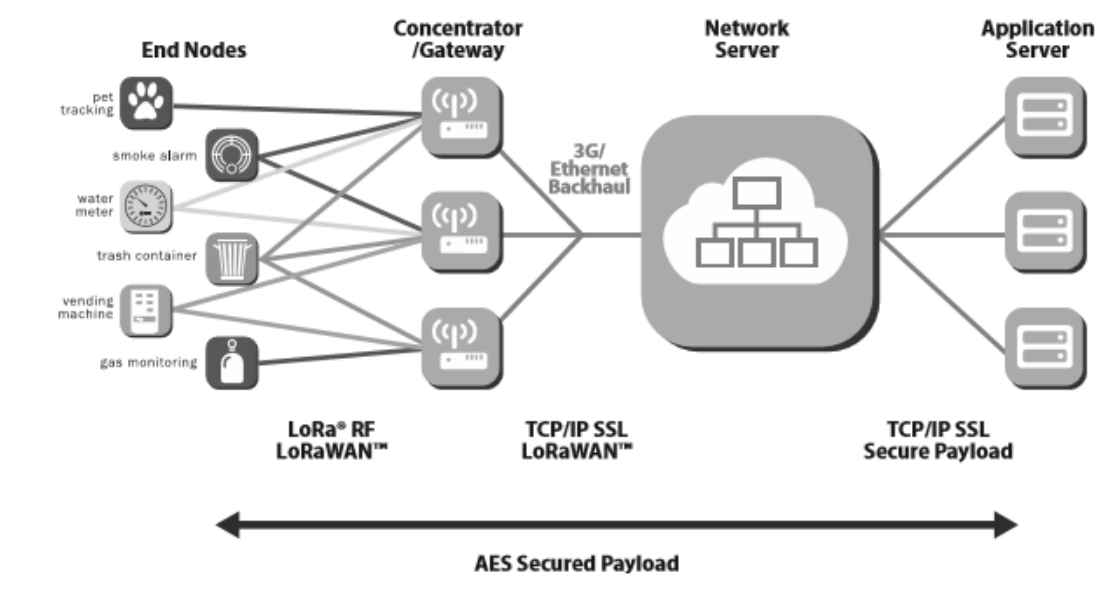 End Nodes
Concentrator
/Gateway
Network
Server
Application
Server
pet
tracking
smoke alarm
water
meter
trash container
vending
machine
gas monitoring
3G/
Ethernet
Backhaul
LoRa® RF
LoRaWAN™
TCP/IP SSL
LoRaWAN™
TCP/IP SSL
Secure Payload
AES Secured Payload